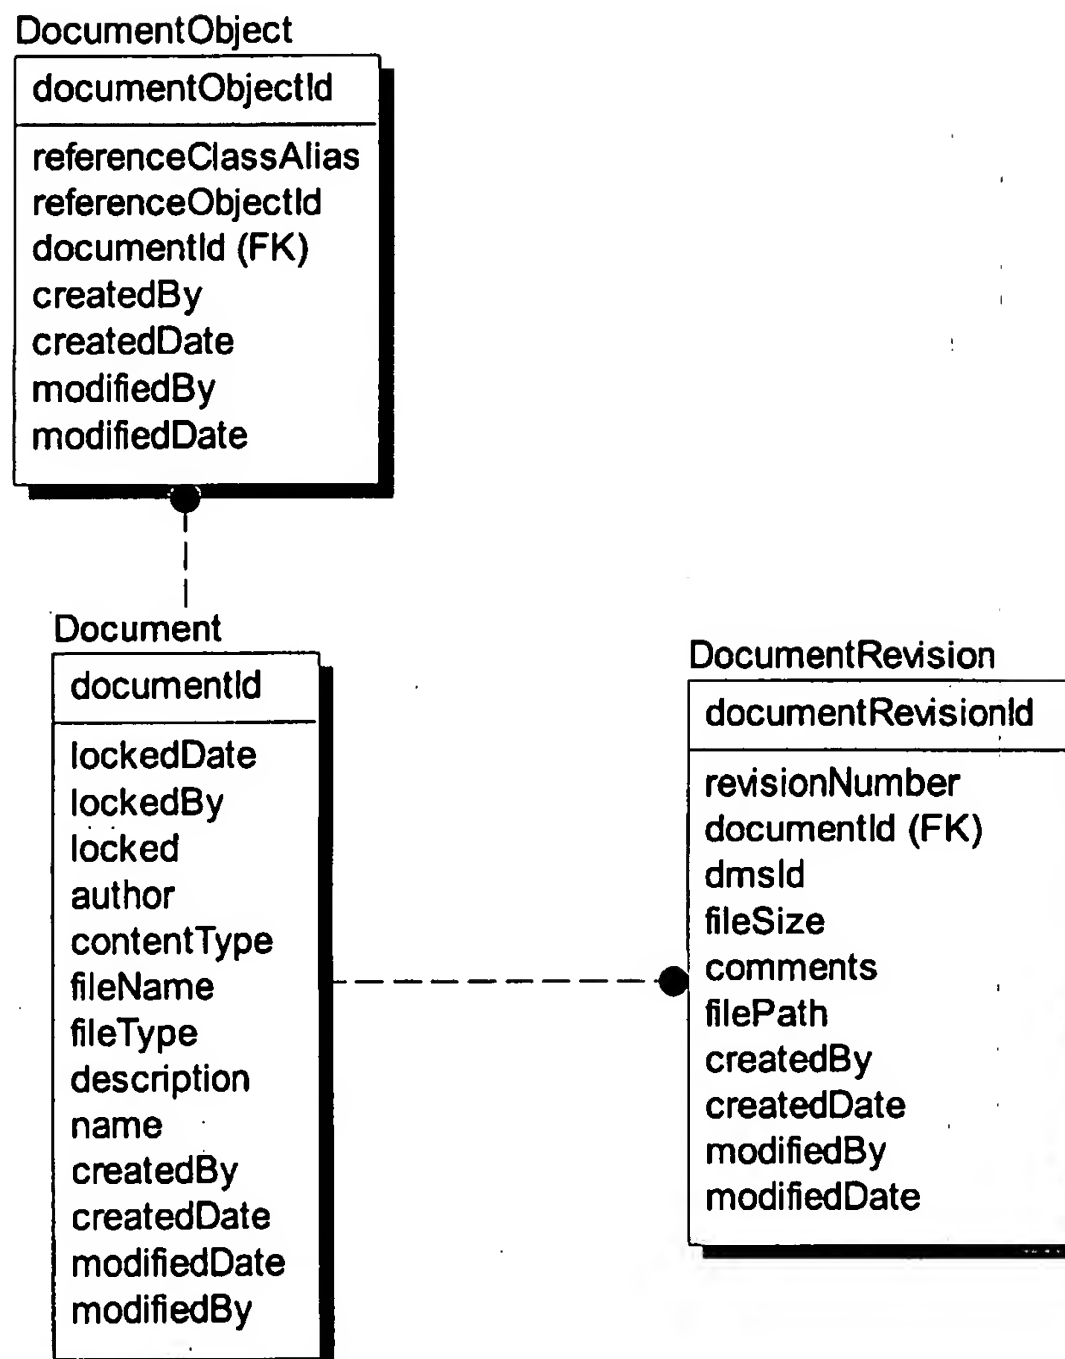 DocumentObject
documentObjectId
referenceClassAlias
referenceObjectId
documentId (FK)
createdBy
createdDate
modifiedBy
modifiedDate
Document
documentId
lockedDate
lockedBy
locked
author
contentType
fileName
fileType
description
name
createdBy
createdDate
modifiedDate
modifiedBy
DocumentRevision
documentRevisionId
revisionNumber
documentId (FK)
dmsId
fileSize
comments
filePath
createdBy
createdDate
modifiedBy
modifiedDate